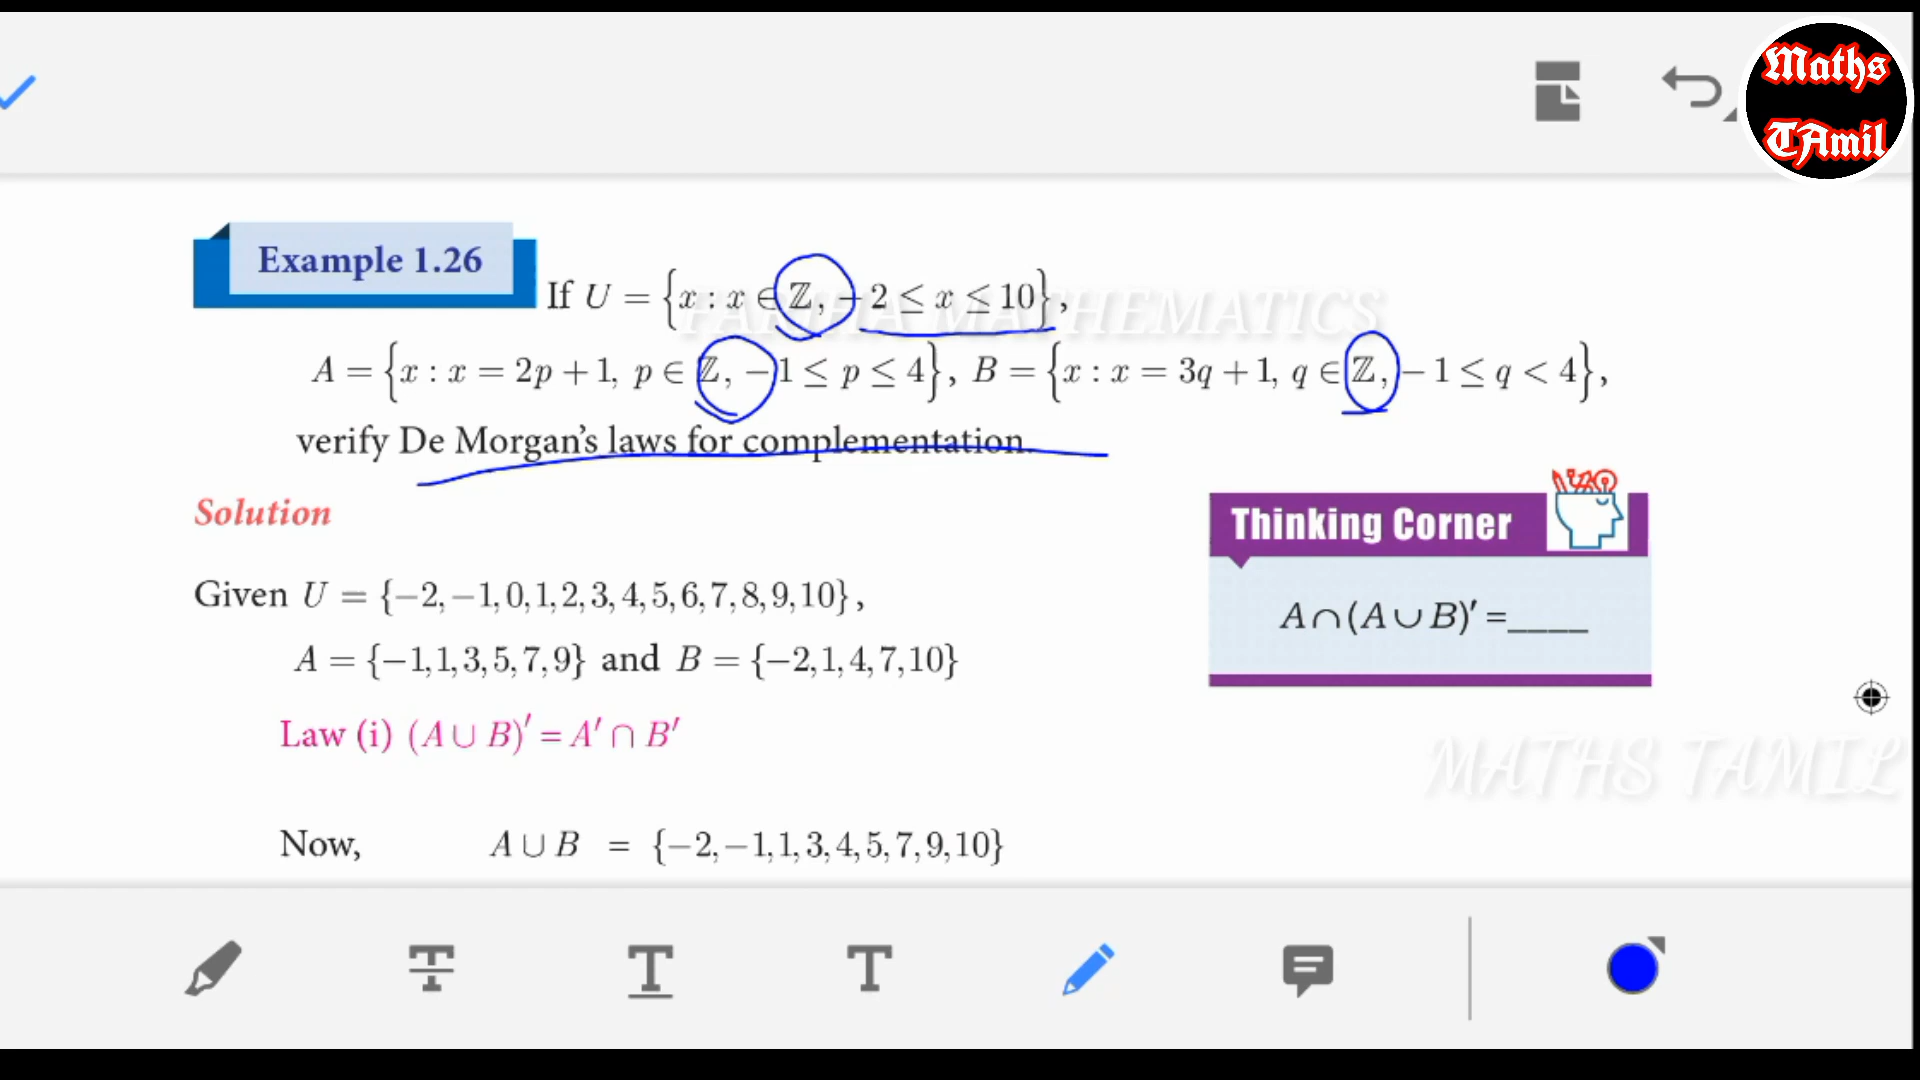 Maths
TAmil
Example 1.26
If U = {x : x ∈ ℤ, −2 ≤ x ≤ 10},
FARIHA MATHEMATICS
A = {x : x = 2p + 1, p ∈ ℤ, −1 ≤ p ≤ 4}, B = {x : x = 3q + 1, q ∈ ℤ, −1 ≤ q < 4},
verify De Morgan’s laws for complementation.
Solution
Thinking Corner
A∩(A∪B)′ =____
Given U = {−2,−1,0,1,2,3,4,5,6,7,8,9,10},
A = {−1,1,3,5,7,9} and B = {−2,1,4,7,10}
Law (i) (A∪B)′ = A′∩B′
MATHS TAMIL
Now, A∪B = {−2,−1,1,3,4,5,7,9,10}
T T T